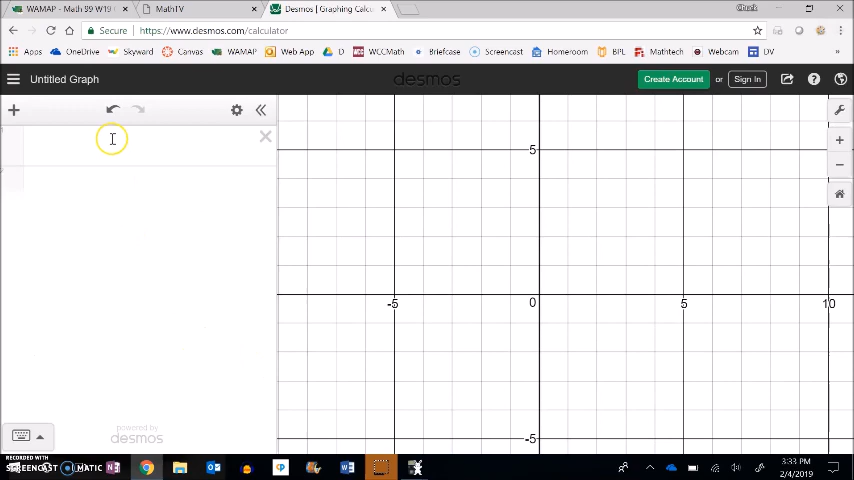 WAMAP - Math 99 W19
MathTV
Desmos | Graphing Calcu
Secure
https://www.desmos.com/calculator
Apps
OneDrive
Skyward
Canvas
WAMAP
Web App
D
WCCMath
Briefcase
Screencast
Homeroom
BPL
Mathtech
Webcam
DV
»
Untitled Graph
desmos
Create Account
or
Sign In
1
2
5
-5
0
5
10
-5
powered by
desmos
RECORDED WITH
SCREENCAST MATIC
3:33 PM
2/4/2019